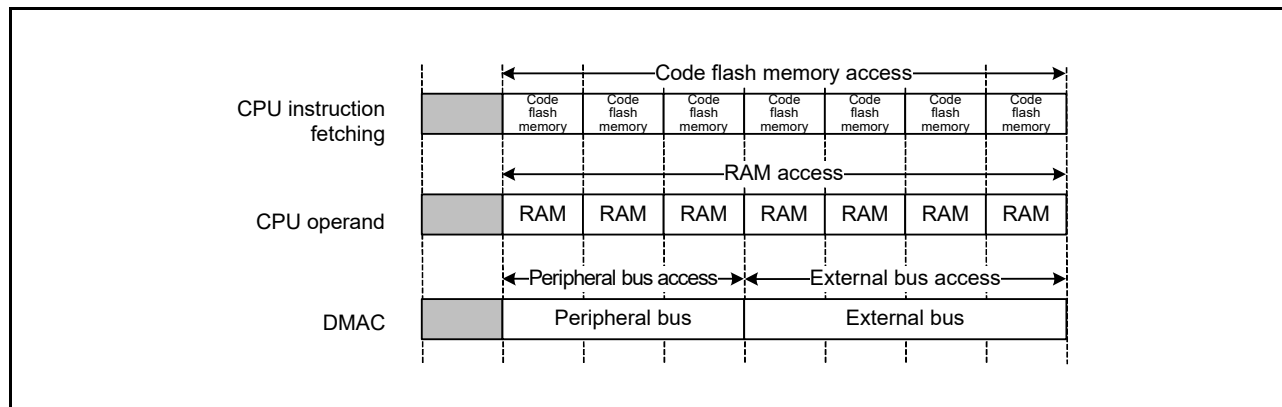 Code flash memory access
CPU instruction
fetching
Code
flash
memory
Code
flash
memory
Code
flash
memory
Code
flash
memory
Code
flash
memory
Code
flash
memory
Code
flash
memory
RAM access
CPU operand
RAM RAM RAM RAM RAM RAM RAM
Peripheral bus access External bus access
DMAC Peripheral bus External bus